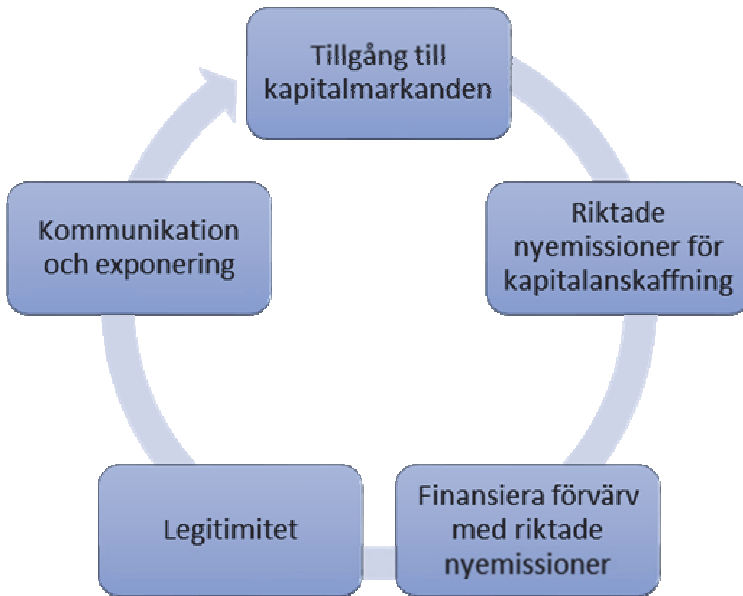 Tillgång till
kapitalmarkanden
Riktade
nyemissioner för
kapitalanskaffning
Finansiera förvärv
med riktade
nyemissioner
Legitimitet
Kommunikation
och exponering